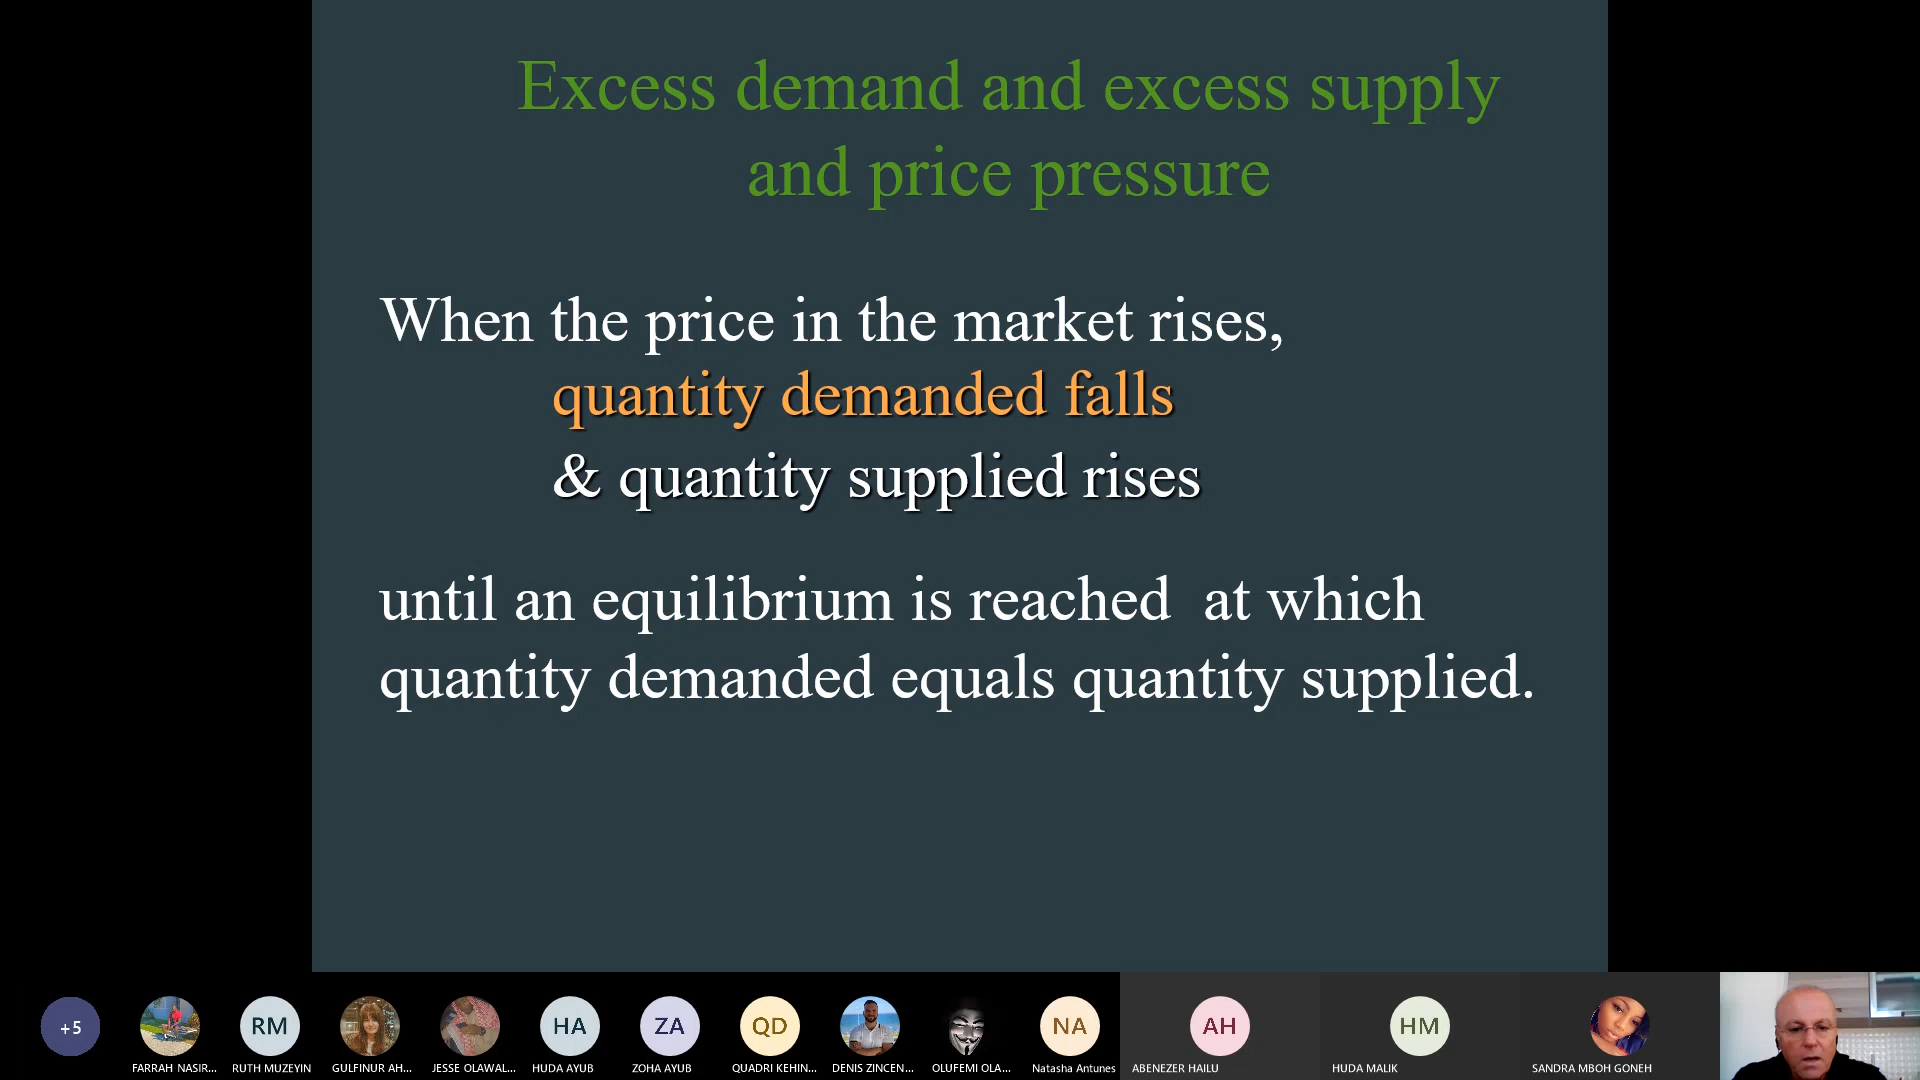 Excess demand and excess supply
and price pressure
When the price in the market rises,
quantity demanded falls
& quantity supplied rises
until an equilibrium is reached  at which
quantity demanded equals quantity supplied.
+5
RM
HA
ZA
QD
NA
AH
HM
FARRAH NASIR...
RUTH MUZEYIN
GULFINUR AH...
JESSE OLAWAL...
HUDA AYUB
ZOHA AYUB
QUADRI KEHIN...
DENIS ZINCEN...
OLUFEMI OLA...
Natasha Antunes
ABENEZER HAILU
HUDA MALIK
SANDRA MBOH GONEH